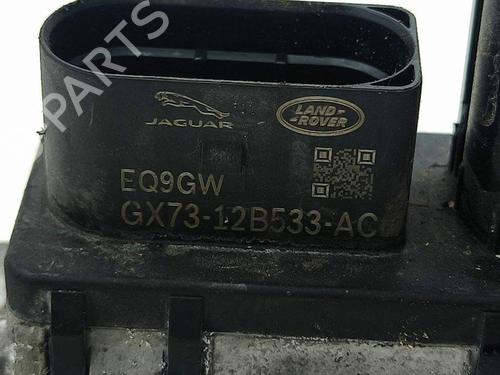 PARTS
JAGUAR
LAND-
-ROVER
EQ9GW
GX73-12B533-AC